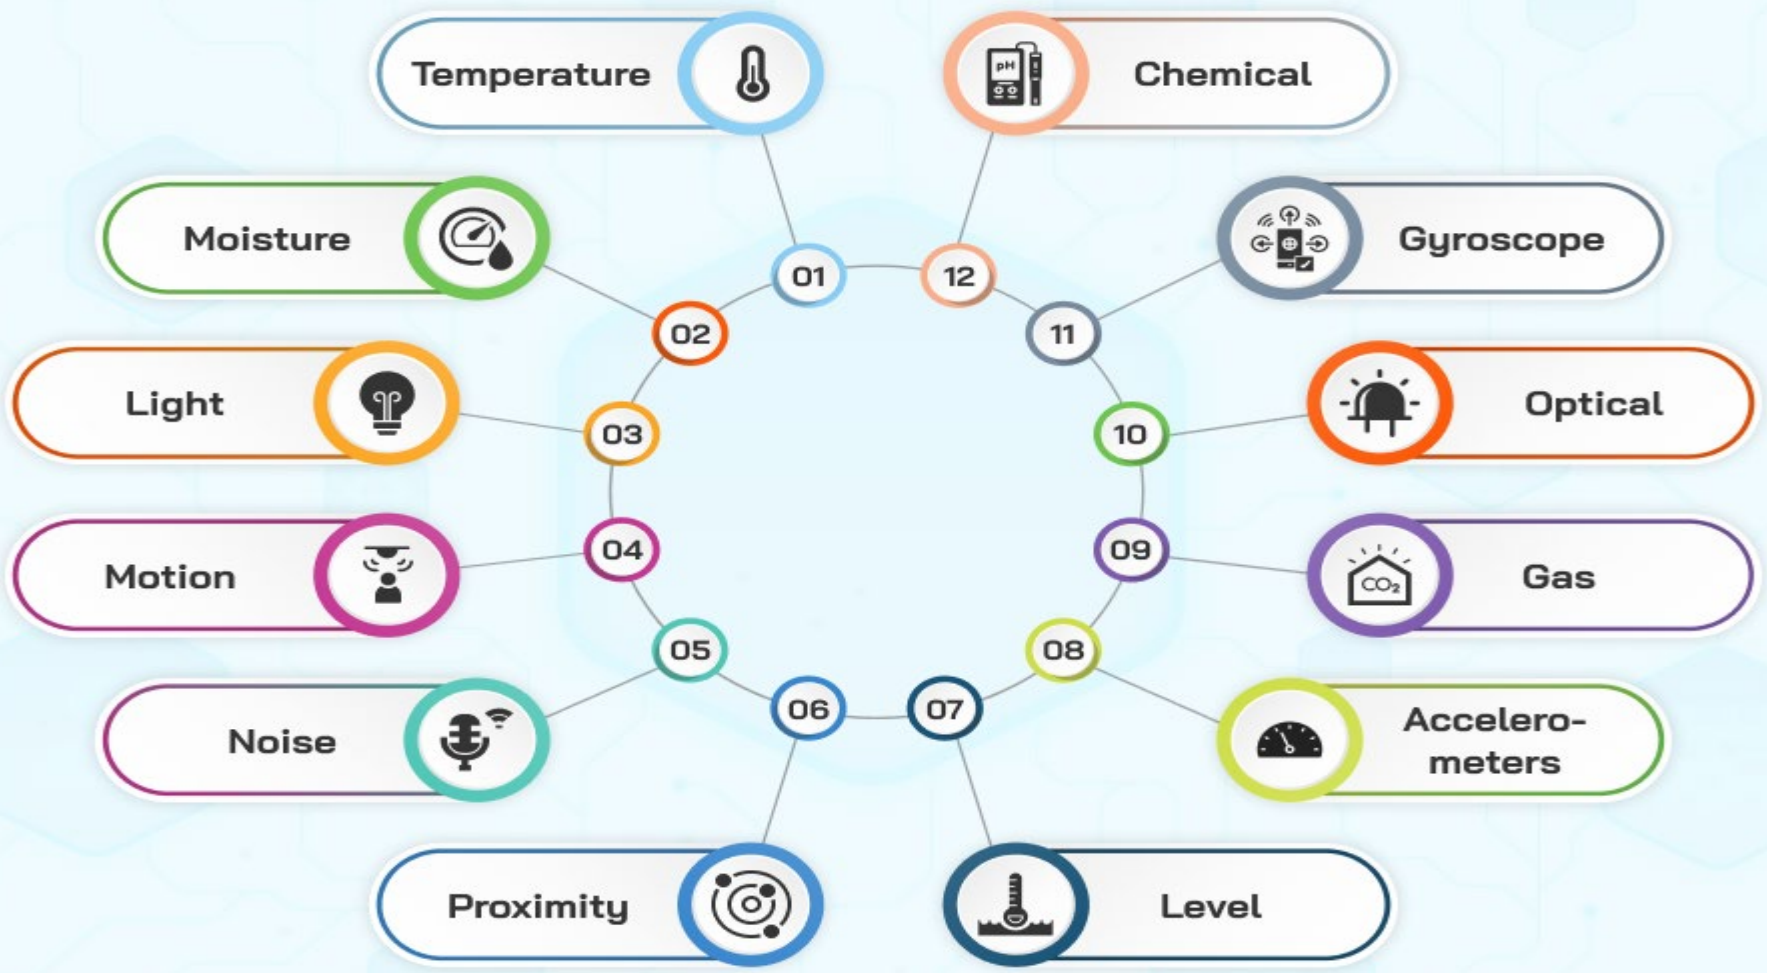 Temperature
Chemical
pH
Moisture
Gyroscope
01
12
02
11
Light
Optical
03
10
04
09
Motion
Gas
CO₂
05
08
Noise
Accelero-
meters
06
07
Proximity
Level